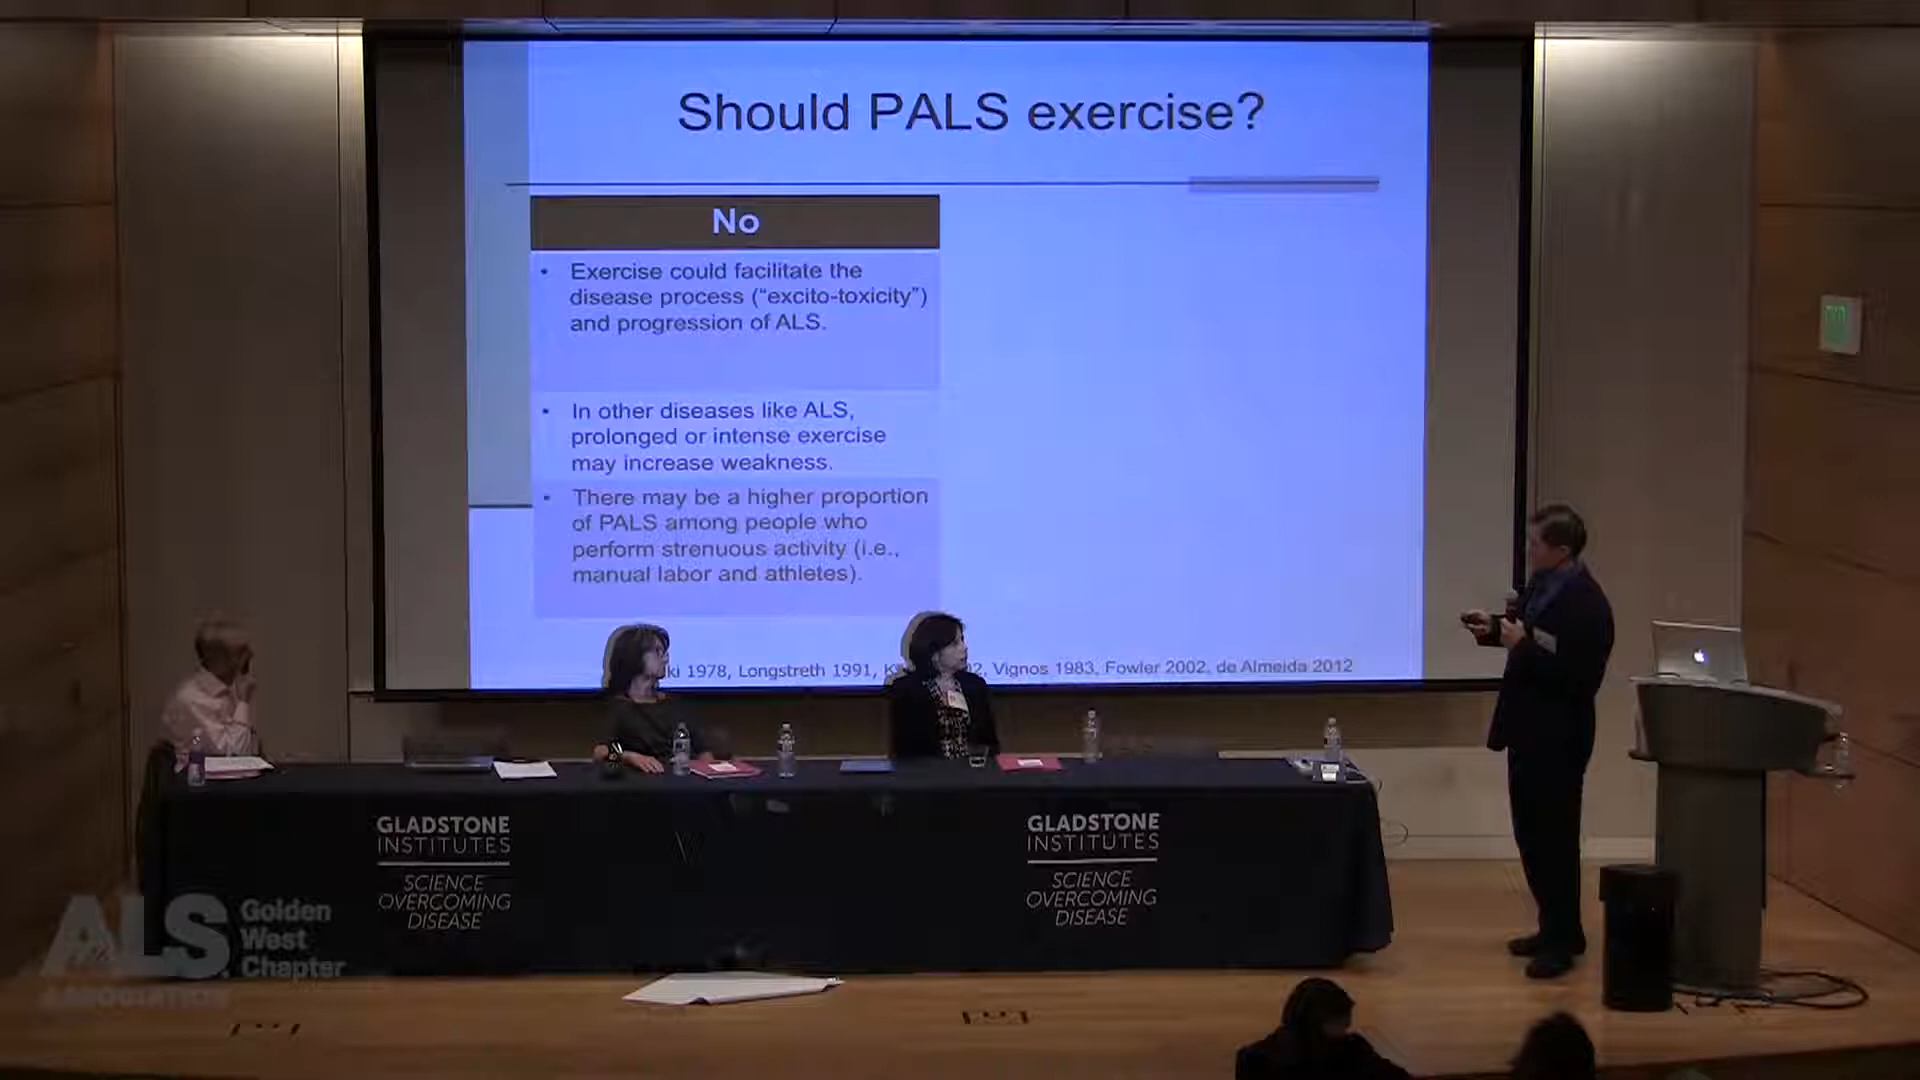 Should PALS exercise?
No
• Exercise could facilitate the
disease process (“excito-toxicity”)
and progression of ALS.
• In other diseases like ALS,
prolonged or intense exercise
may increase weakness.
• There may be a higher proportion
of PALS among people who
perform strenuous activity (i.e.,
manual labor and athletes).
1978, Longstreth 1991, Vignos 1983, Fowler 2002, de Almeida 2012
GLADSTONE
INSTITUTES
SCIENCE
OVERCOMING
DISEASE
GLADSTONE
INSTITUTES
SCIENCE
OVERCOMING
DISEASE
ALS
ASSOCIATION
Golden
West
Chapter